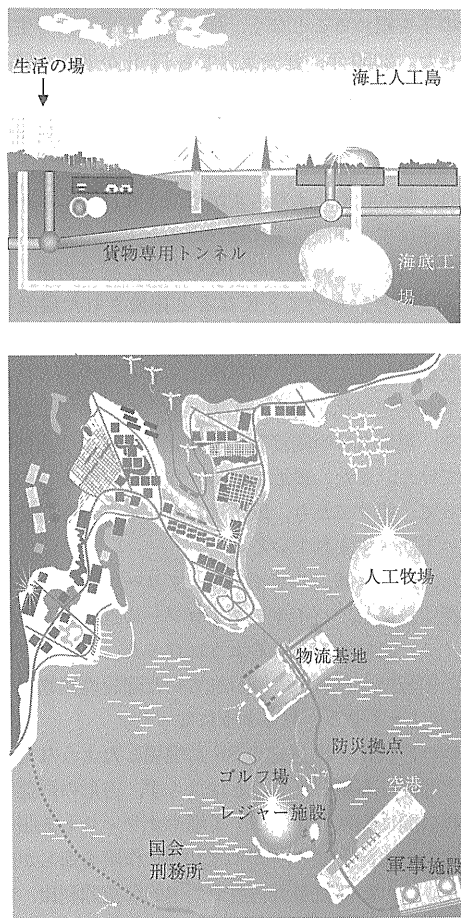 生活の場
海上人工島
貨物専用トンネル
海底工
場
人工牧場
物流基地
防災拠点
ゴルフ場
空港
レジャー施設
国会
刑務所
軍事施設